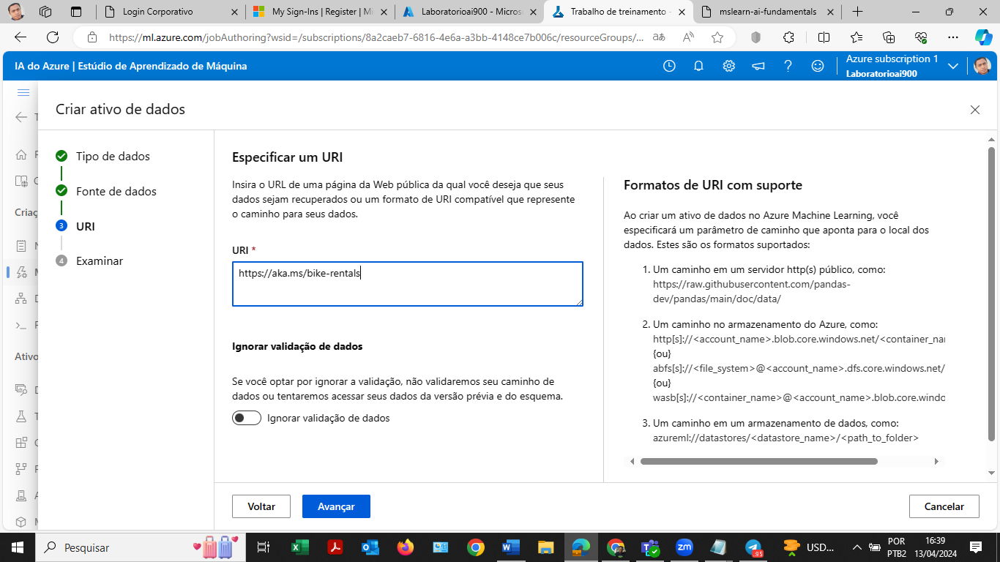 Login Corporativo
My Sign-Ins | Register | Mi
Laboratorioai900 - Micros
Trabalho de treinamento -
mslearn-ai-fundamentals
https://ml.azure.com/jobAuthoring?wsid=/subscriptions/8a2caeb7-6816-4e6a-a3bb-4148ce7b006c/resourceGroups/...
IA do Azure | Estúdio de Aprendizado de Máquina
Azure subscription 1
Laboratorioai900
Criar ativo de dados
Tipo de dados
Fonte de dados
3 URI
4 Examinar
Criaç
Ativo
Especificar um URI
Insira o URL de uma página da Web pública da qual você deseja que seus
dados sejam recuperados ou um formato de URI compatível que represente
o caminho para seus dados.
URI *
https://aka.ms/bike-rentals
Ignorar validação de dados
Se você optar por ignorar a validação, não validaremos seu caminho de
dados ou tentaremos acessar seus dados da versão prévia e do esquema.
Ignorar validação de dados
Formatos de URI com suporte
Ao criar um ativo de dados no Azure Machine Learning, você
especificará um parâmetro de caminho que aponta para o local dos
dados. Estes são os formatos suportados:
1. Um caminho em um servidor http(s) público, como:
https://raw.githubusercontent.com/pandas-
dev/pandas/main/doc/data/
2. Um caminho no armazenamento do Azure, como:
http[s]://<account_name>.blob.core.windows.net/<container_nar
{ou}
abfs[s]://<file_system>@<account_name>.dfs.core.windows.net/
{ou}
wasb[s]://<container_name>@<account_name>.blob.core.windo
3. Um caminho em um armazenamento de dados, como:
azureml://datastores/<datastore_name>/<path_to_folder>
Voltar
Avançar
Cancelar
Pesquisar
.95
USD...
POR
PTB2
16:39
13/04/2024